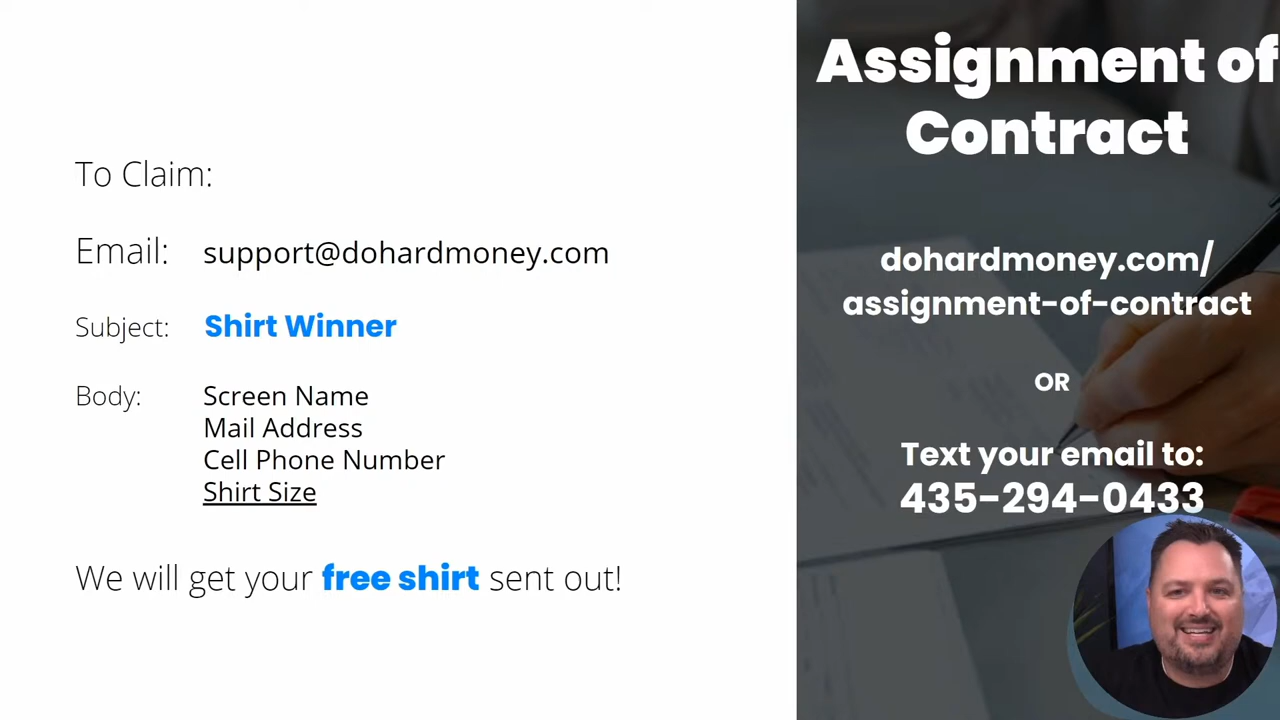 To Claim:
Email: support@dohardmoney.com
Subject: Shirt Winner
Body: Screen Name
Mail Address
Cell Phone Number
Shirt Size
We will get your free shirt sent out!
Assignment of
Contract
dohardmoney.com/
assignment-of-contract
OR
Text your email to:
435-294-0433